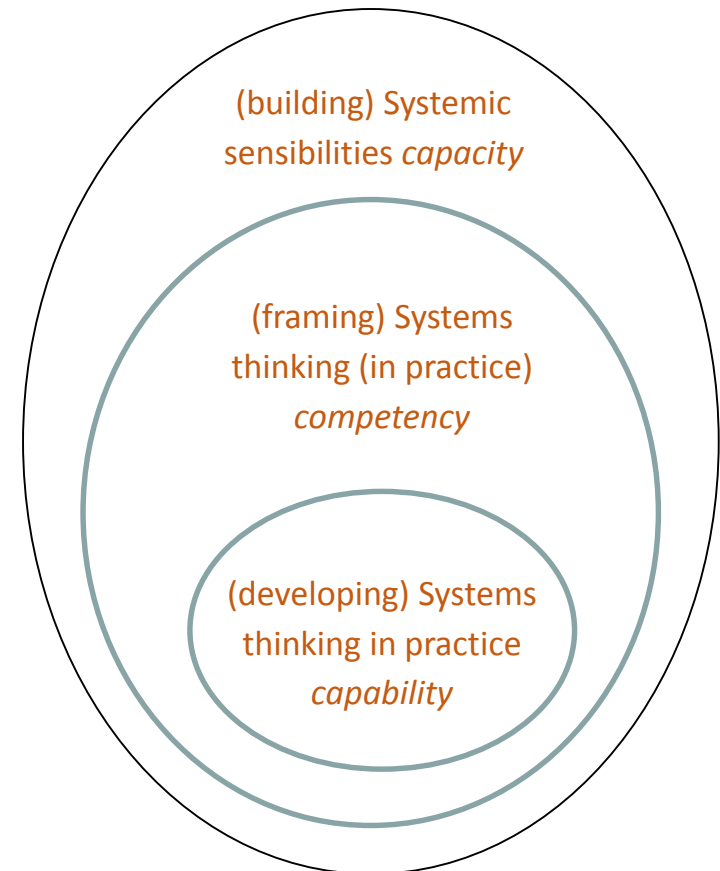 (building) Systemic
sensibilities capacity
(framing) Systems
thinking (in practice)
competency
(developing) Systems
thinking in practice
capability